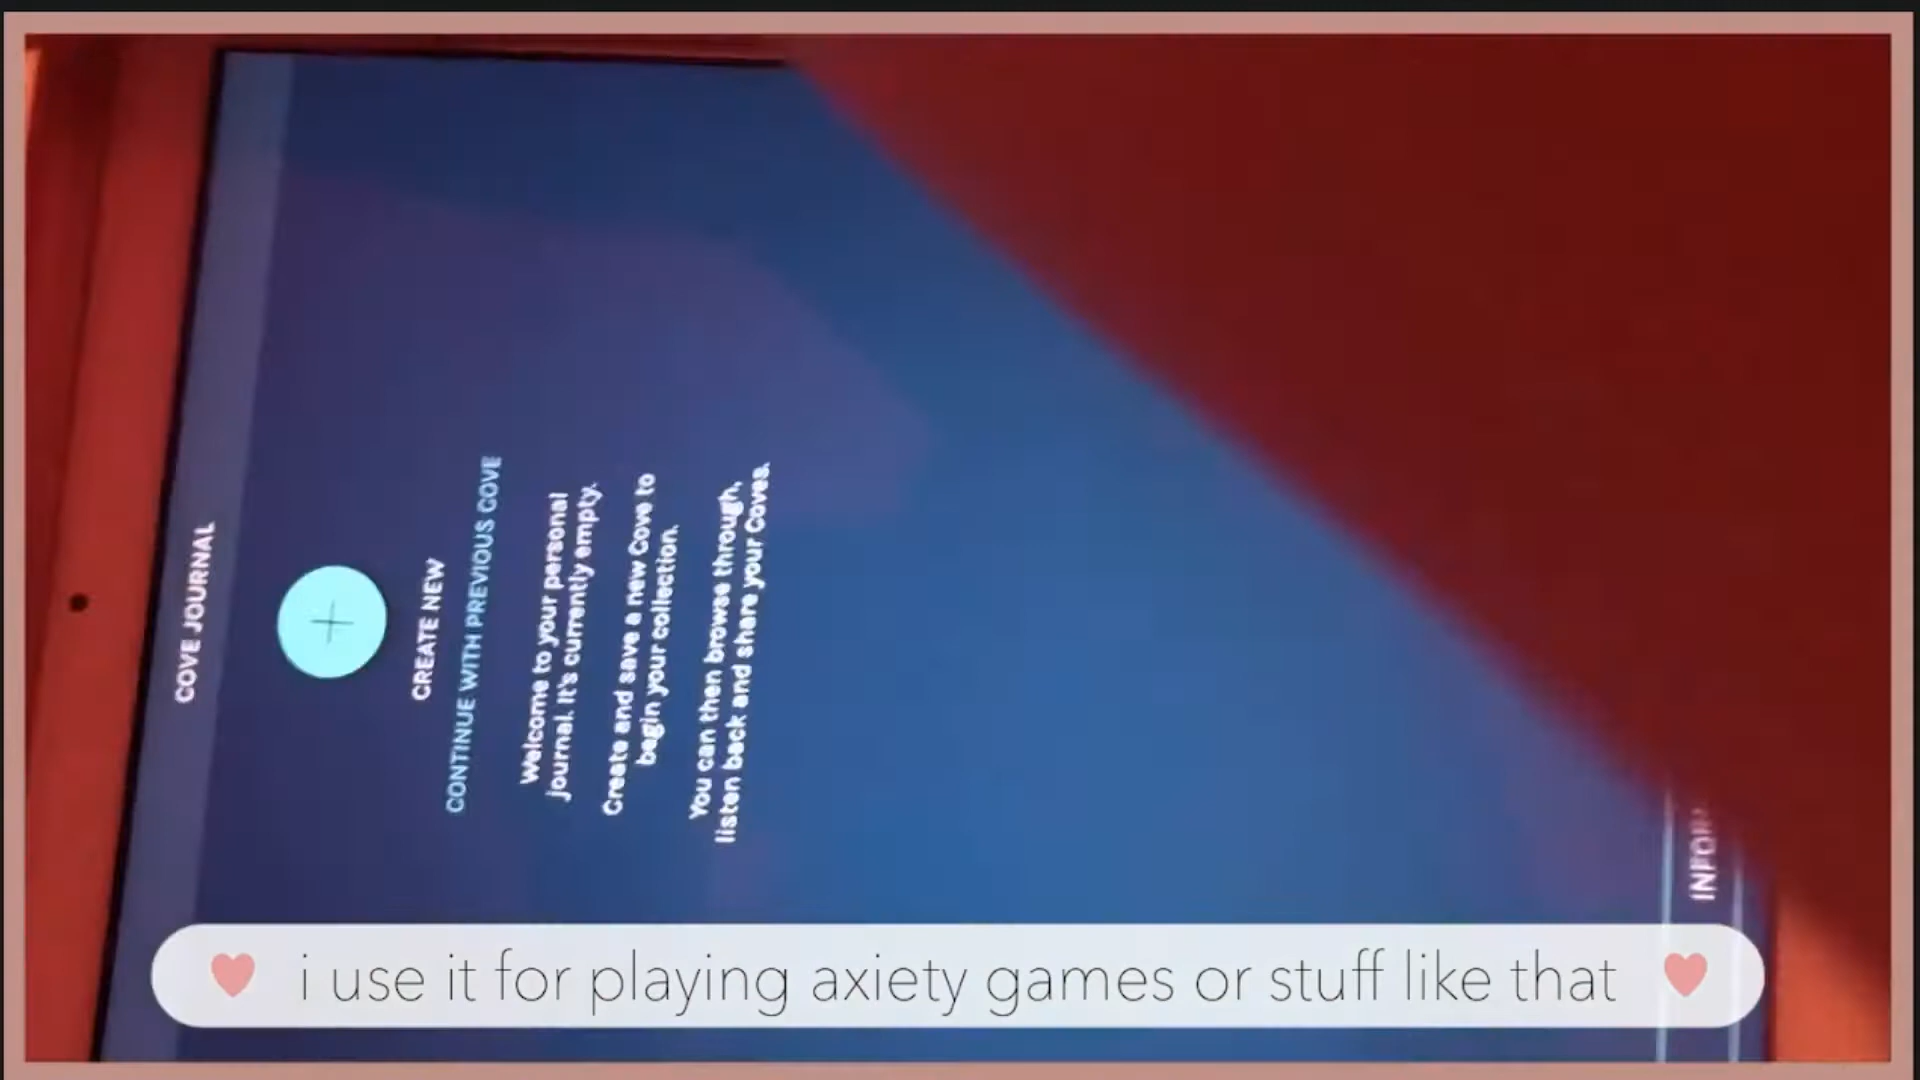 COVE JOURNAL
CREATE NEW
CONTINUE WITH PREVIOUS COVE
Welcome to your personal
journal. It's currently empty.
Create and save a new Cove to
begin your collection.
You can then browse through,
listen back and share your Coves.
i use it for playing axiety games or stuff like that